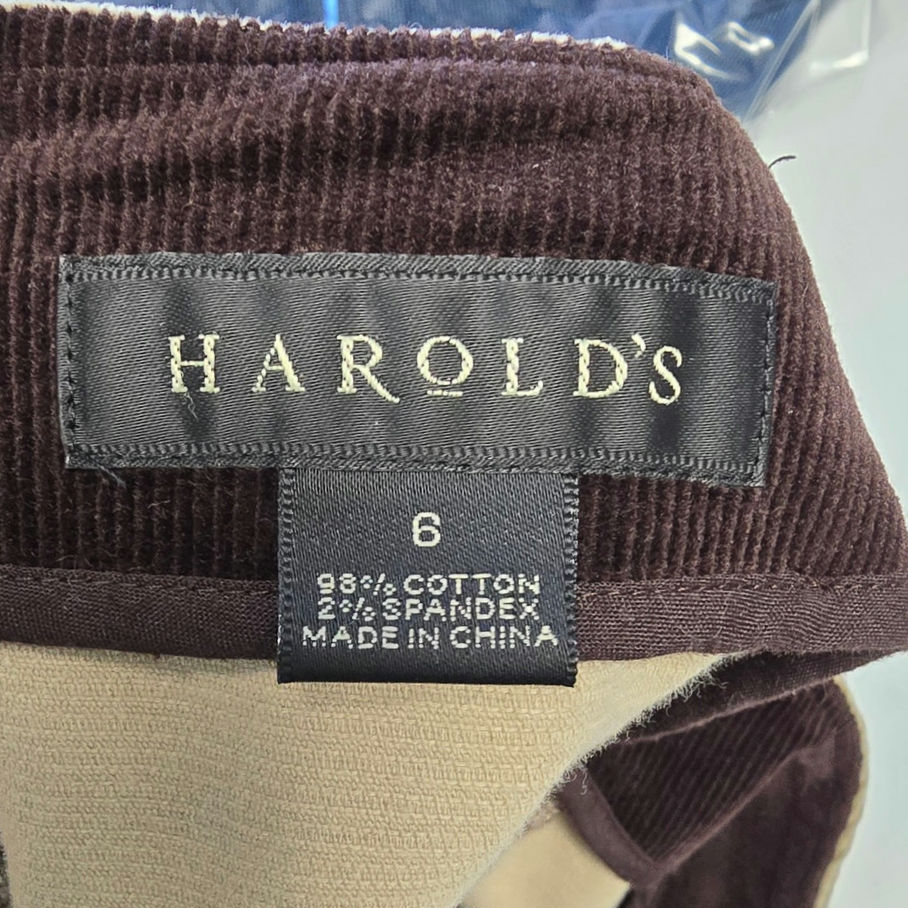 HAROLD'S
6
98% COTTON
2% SPANDEX
MADE IN CHINA